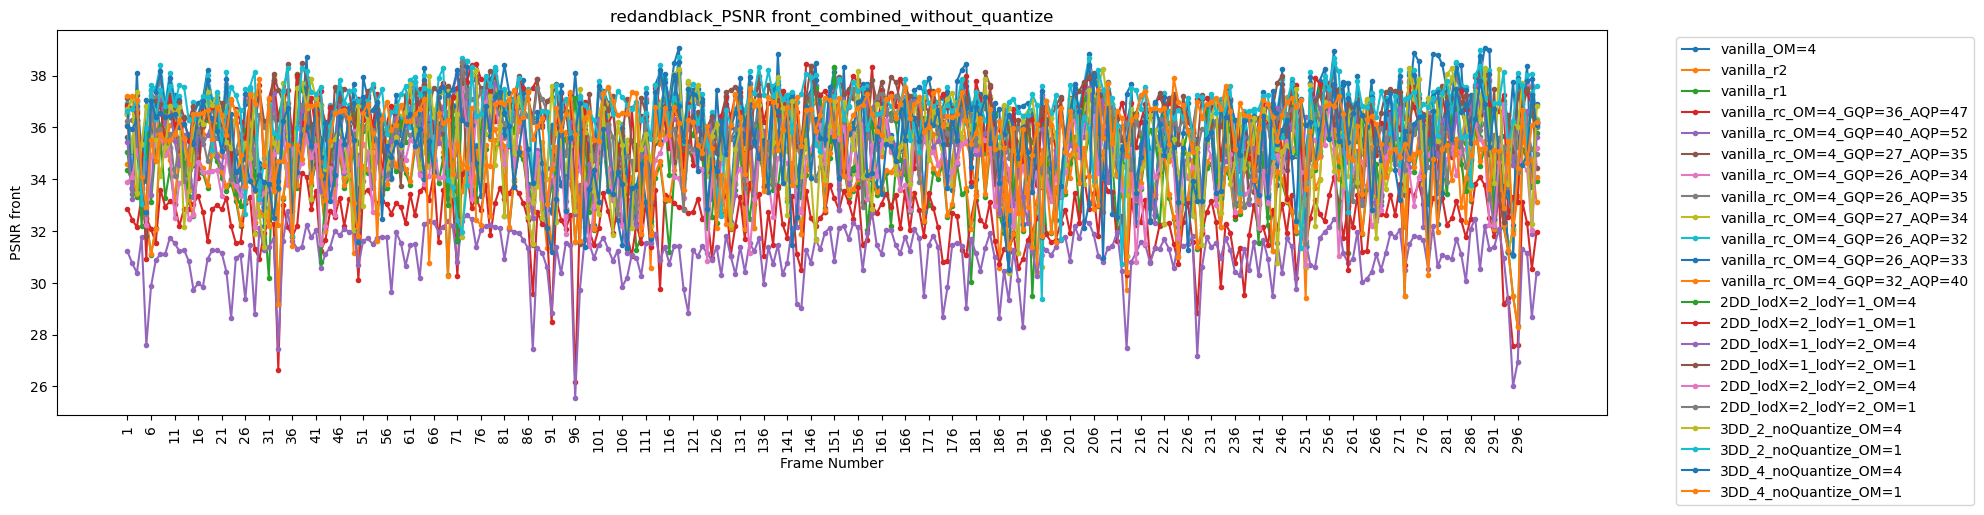 redandblack_PSNR front_combined_without_quantize
PSNR front
38
36
34
32
30
28
26
1 6 11 16 21 26 31 36 41 46 51 56 61 66 71 76 81 86 91 96 101 106 111 116 121 126 131 136 141 146 151 156 161 166 171 176 181 186 191 196 201 206 211 216 221 226 231 236 241 246 251 256 261 266 271 276 281 286 291 296
Frame Number
vanilla_OM=4
vanilla_r2
vanilla_r1
vanilla_rc_OM=4_GQP=36_AQP=47
vanilla_rc_OM=4_GQP=40_AQP=52
vanilla_rc_OM=4_GQP=27_AQP=35
vanilla_rc_OM=4_GQP=26_AQP=34
vanilla_rc_OM=4_GQP=26_AQP=35
vanilla_rc_OM=4_GQP=27_AQP=34
vanilla_rc_OM=4_GQP=26_AQP=32
vanilla_rc_OM=4_GQP=26_AQP=33
vanilla_rc_OM=4_GQP=32_AQP=40
2DD_lodX=2_lodY=1_OM=4
2DD_lodX=2_lodY=1_OM=1
2DD_lodX=1_lodY=2_OM=4
2DD_lodX=1_lodY=2_OM=1
2DD_lodX=2_lodY=2_OM=4
2DD_lodX=2_lodY=2_OM=1
3DD_2_noQuantize_OM=4
3DD_2_noQuantize_OM=1
3DD_4_noQuantize_OM=4
3DD_4_noQuantize_OM=1